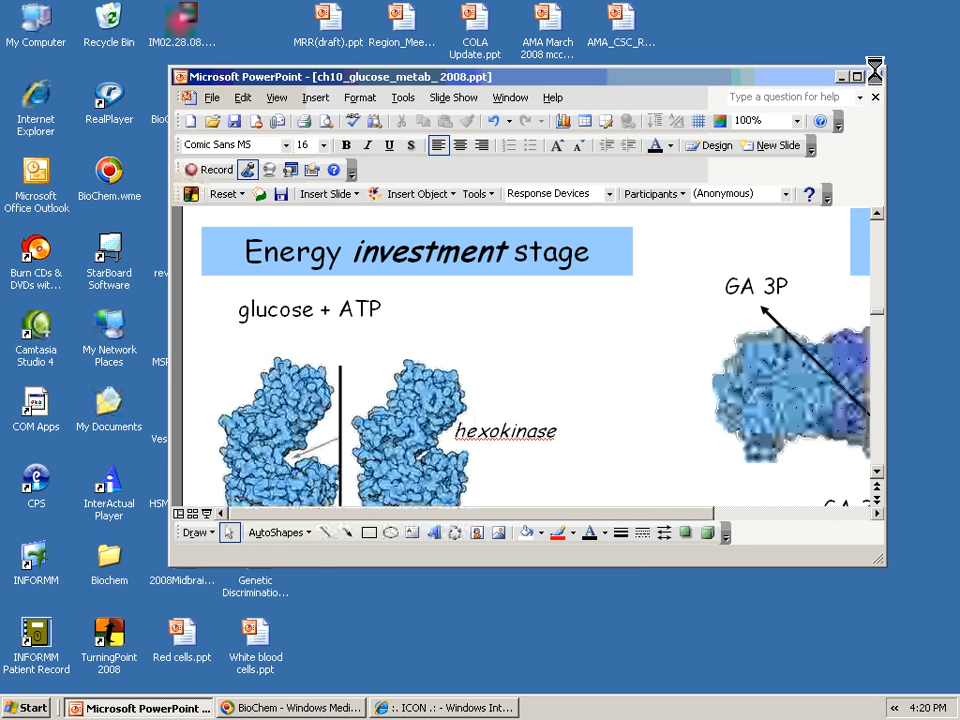 My Computer
Recycle Bin
IM02.28.08....
MRR(draft).ppt
Region_Mee...
COLA Update.ppt
AMA March 2008 mcc...
AMA_CSC_R...
Microsoft PowerPoint - [ch10_glucose_metab_ 2008.ppt]
File Edit View Insert Format Tools Slide Show Window Help
Type a question for help
100%
Comic Sans MS 16 B I U S A A A Design New Slide
Record
Reset Insert Slide Insert Object Tools Response Devices Participants (Anonymous) ?
Energy investment stage
glucose + ATP
GA 3P
hexokinase
Draw AutoShapes A
Internet Explorer
RealPlayer
Microsoft Office Outlook
BioChem.wme
Burn CDs & DVDs wit...
StarBoard Software
rev
Camtasia Studio 4
My Network Places
MSF
COM Apps
My Documents
Ves
CPS
InterActual Player
HSM
INFORMM
Biochem
2008Midbrai...
Genetic Discriminatio...
INFORMM Patient Record
TurningPoint 2008
Red cells.ppt
White blood cells.ppt
Start
Microsoft PowerPoint ...
BioChem - Windows Medi...
:. ICON .: - Windows Int...
« 4:20 PM